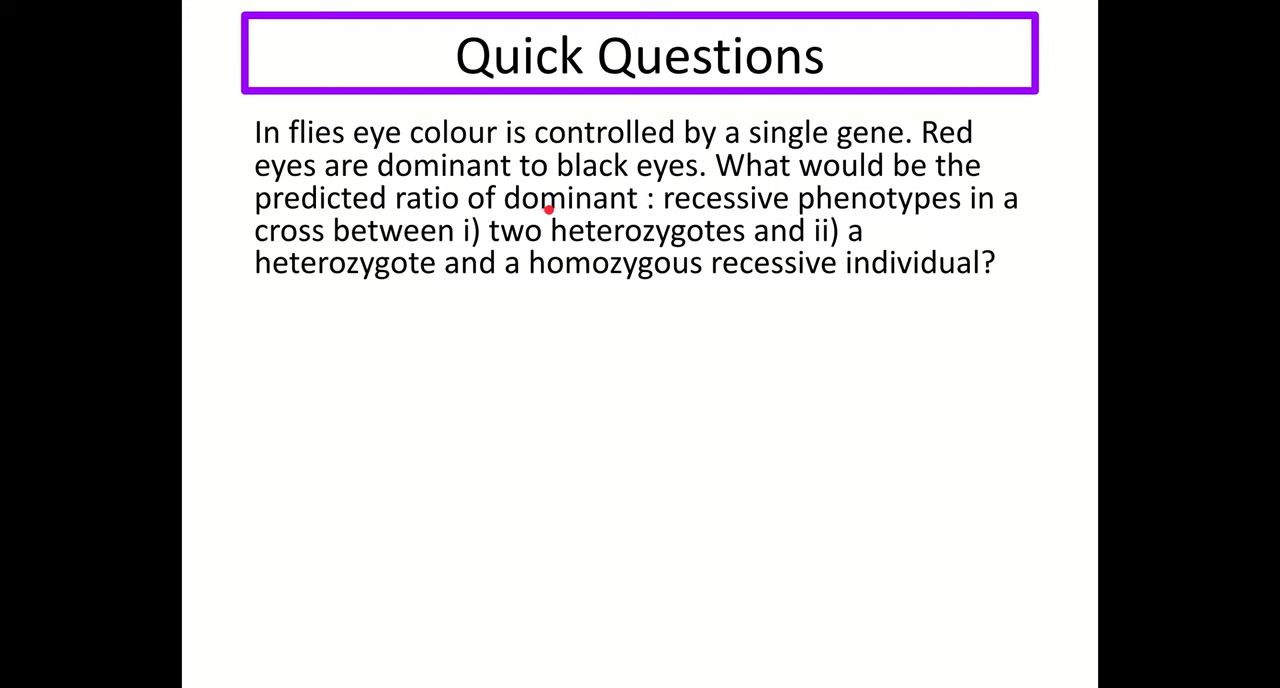 Quick Questions
In flies eye colour is controlled by a single gene. Red
eyes are dominant to black eyes. What would be the
predicted ratio of dominant : recessive phenotypes in a
cross between i) two heterozygotes and ii) a
heterozygote and a homozygous recessive individual?